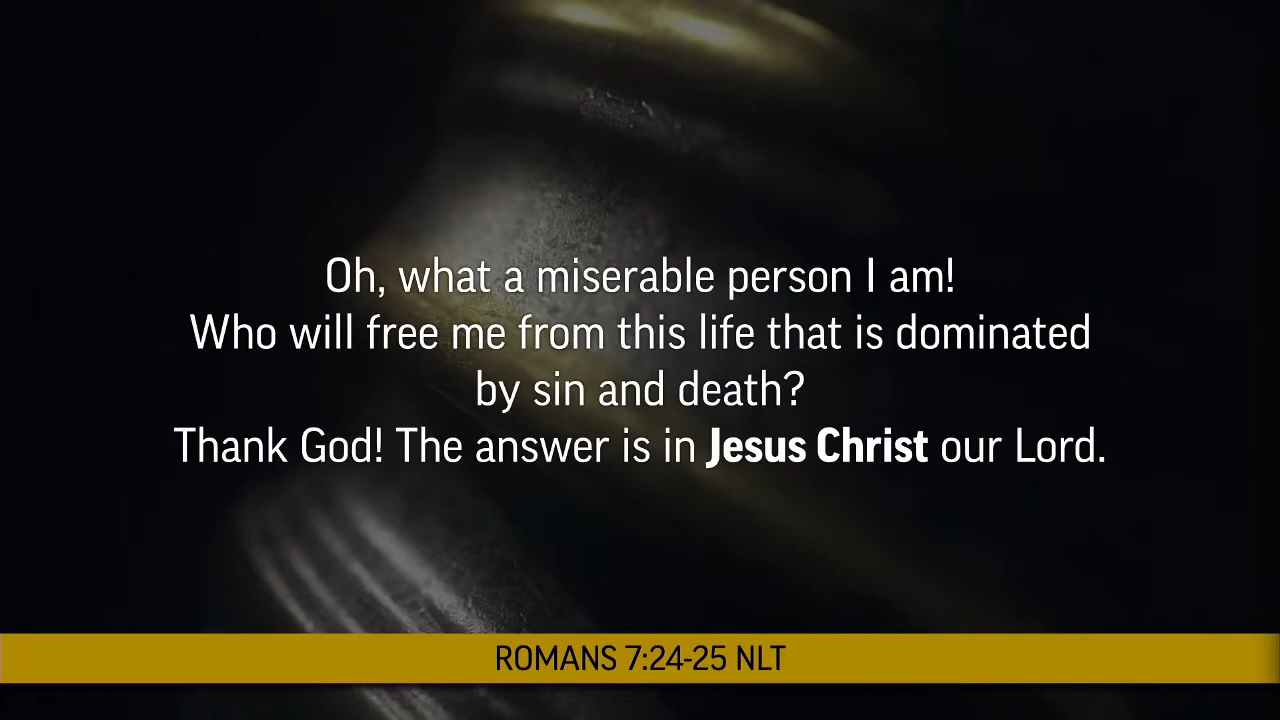 Oh, what a miserable person I am!
Who will free me from this life that is dominated
by sin and death?
Thank God! The answer is in Jesus Christ our Lord.
ROMANS 7:24-25 NLT